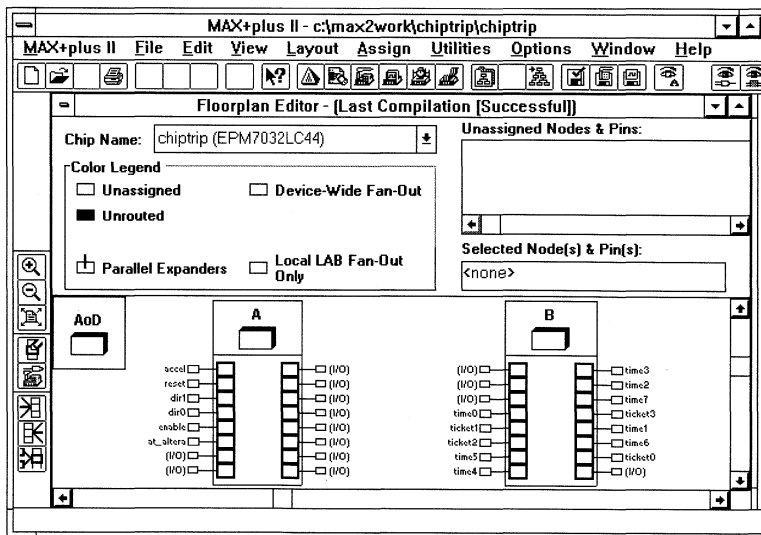 MAX+plus II - c:\max2work\chiptrip\chiptrip
MAX+plus II File Edit View Layout Assign Utilities Options Window Help
Floorplan Editor - (Last Compilation [Successful])
Chip Name: chiptrip (EPM7032LC44)
Unassigned Nodes & Pins:
Color Legend
Unassigned
Device-Wide Fan-Out
Unrouted
Parallel Expanders
Local LAB Fan-Out Only
Selected Node(s) & Pin(s):
<none>
AoD
A
B
accel (I/O)
reset (I/O)
dir1 (I/O)
dir0 (I/O)
enable (I/O)
at_altera (I/O)
(I/O) (I/O)
(I/O) (I/O)
(I/O) time3
(I/O) time2
(I/O) time7
time0 ticket3
ticket1 time1
ticket2 time6
time5 ticket0
time4 (I/O)